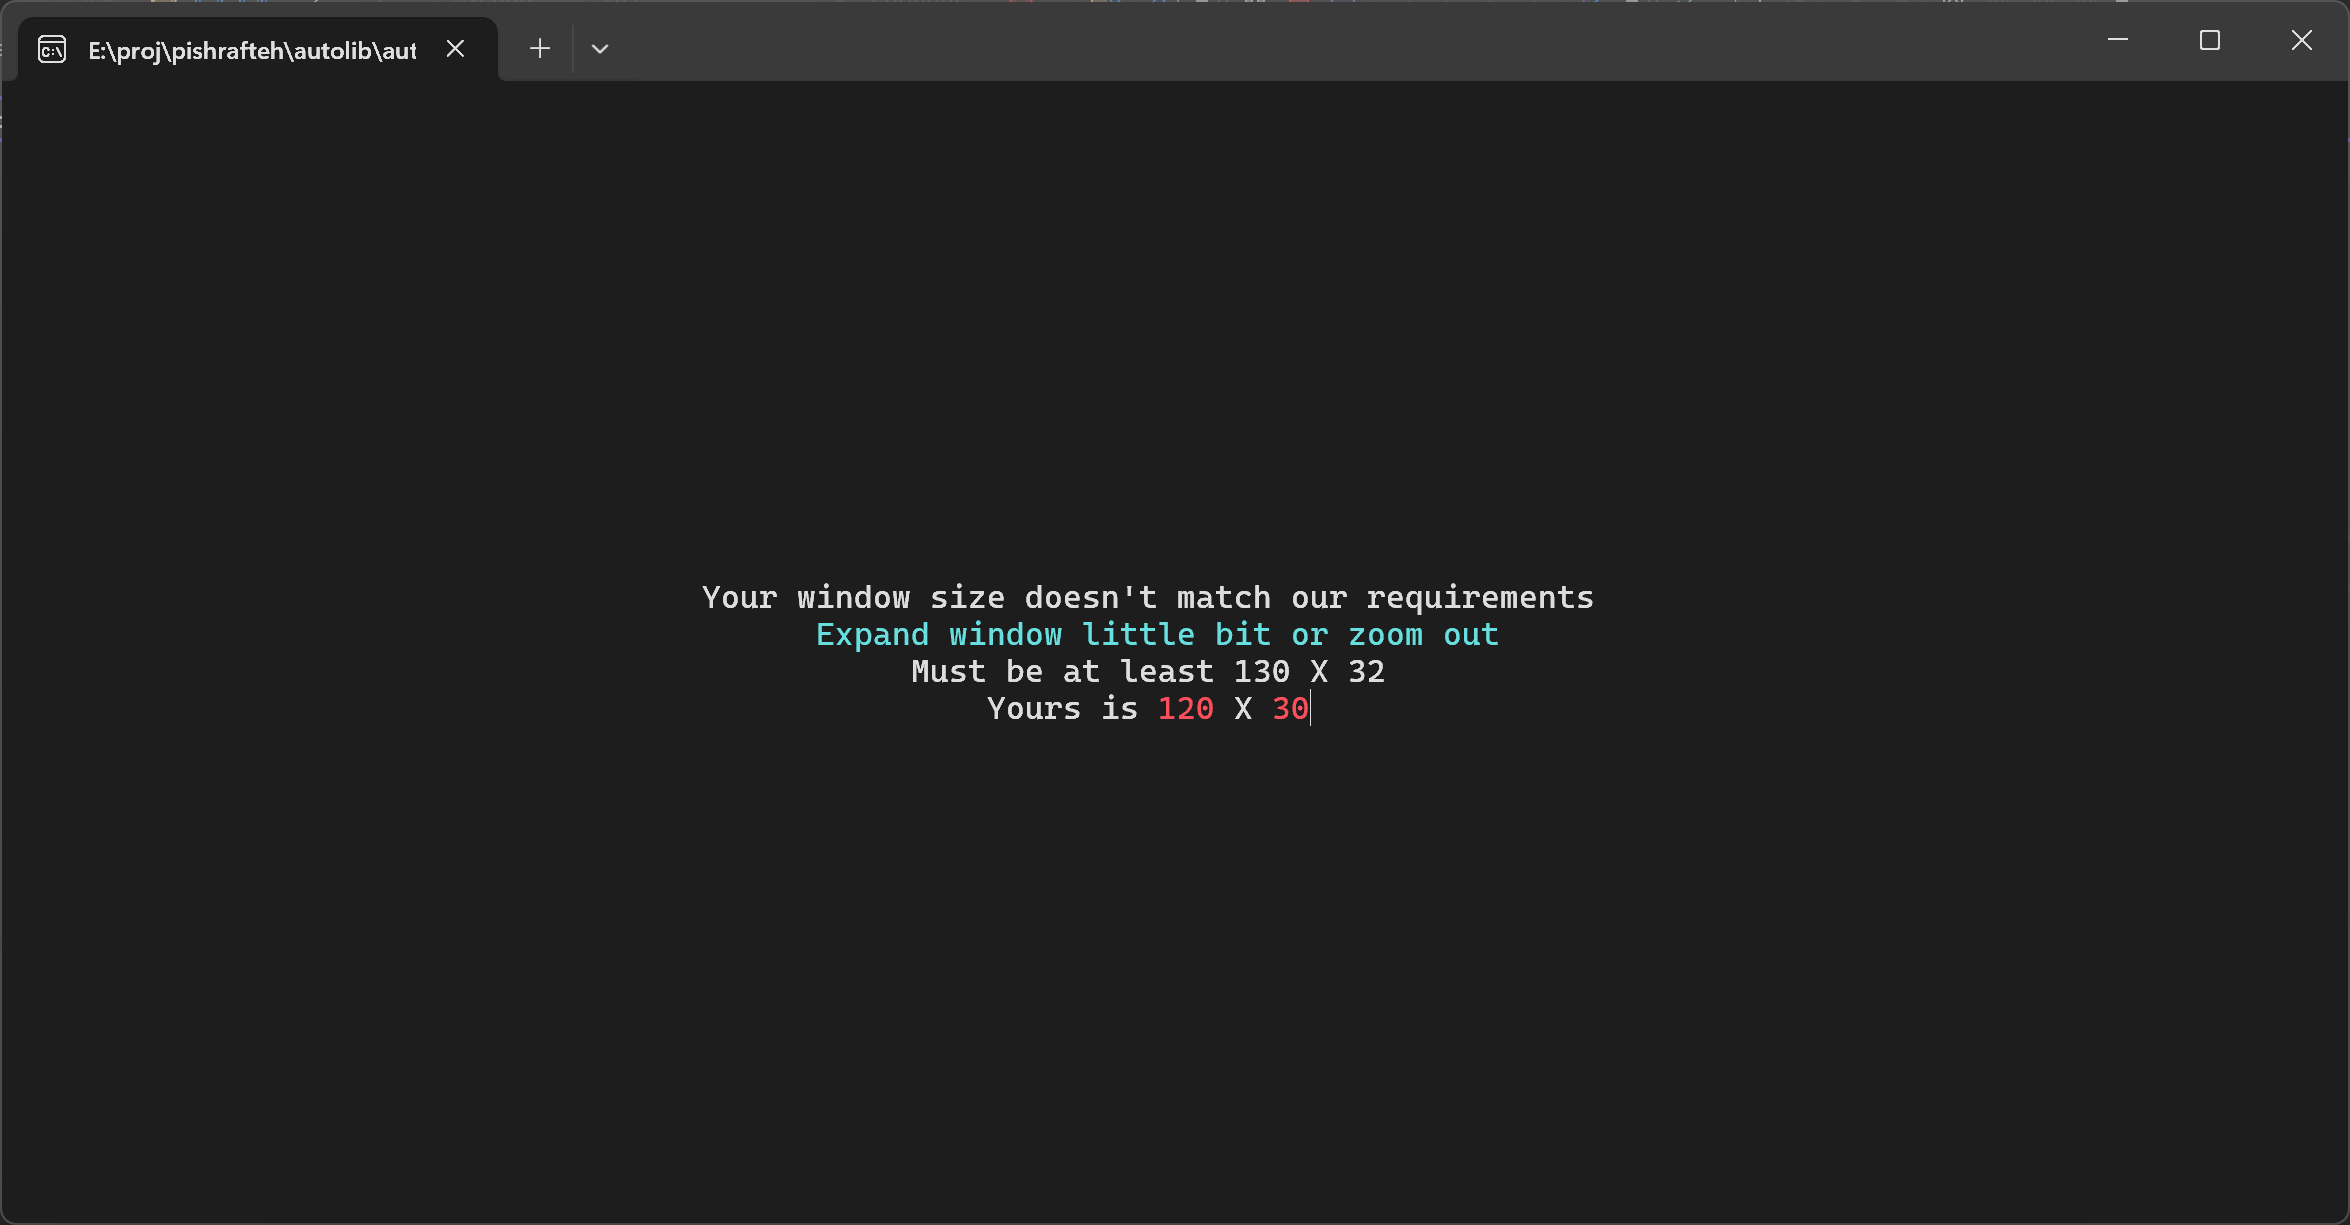 E:\proj\pishrafteh\autolib\aut
Your window size doesn't match our requirements
Expand window little bit or zoom out
Must be at least 130 X 32
Yours is 120 X 30